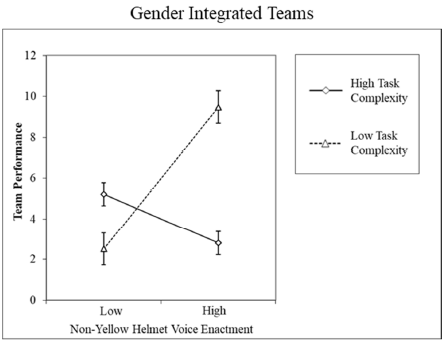 Gender Integrated Teams
12
10
8
6
4
2
0
Team Performance
Low
High
Non-Yellow Helmet Voice Enactment
High Task
Complexity
Low Task
Complexity